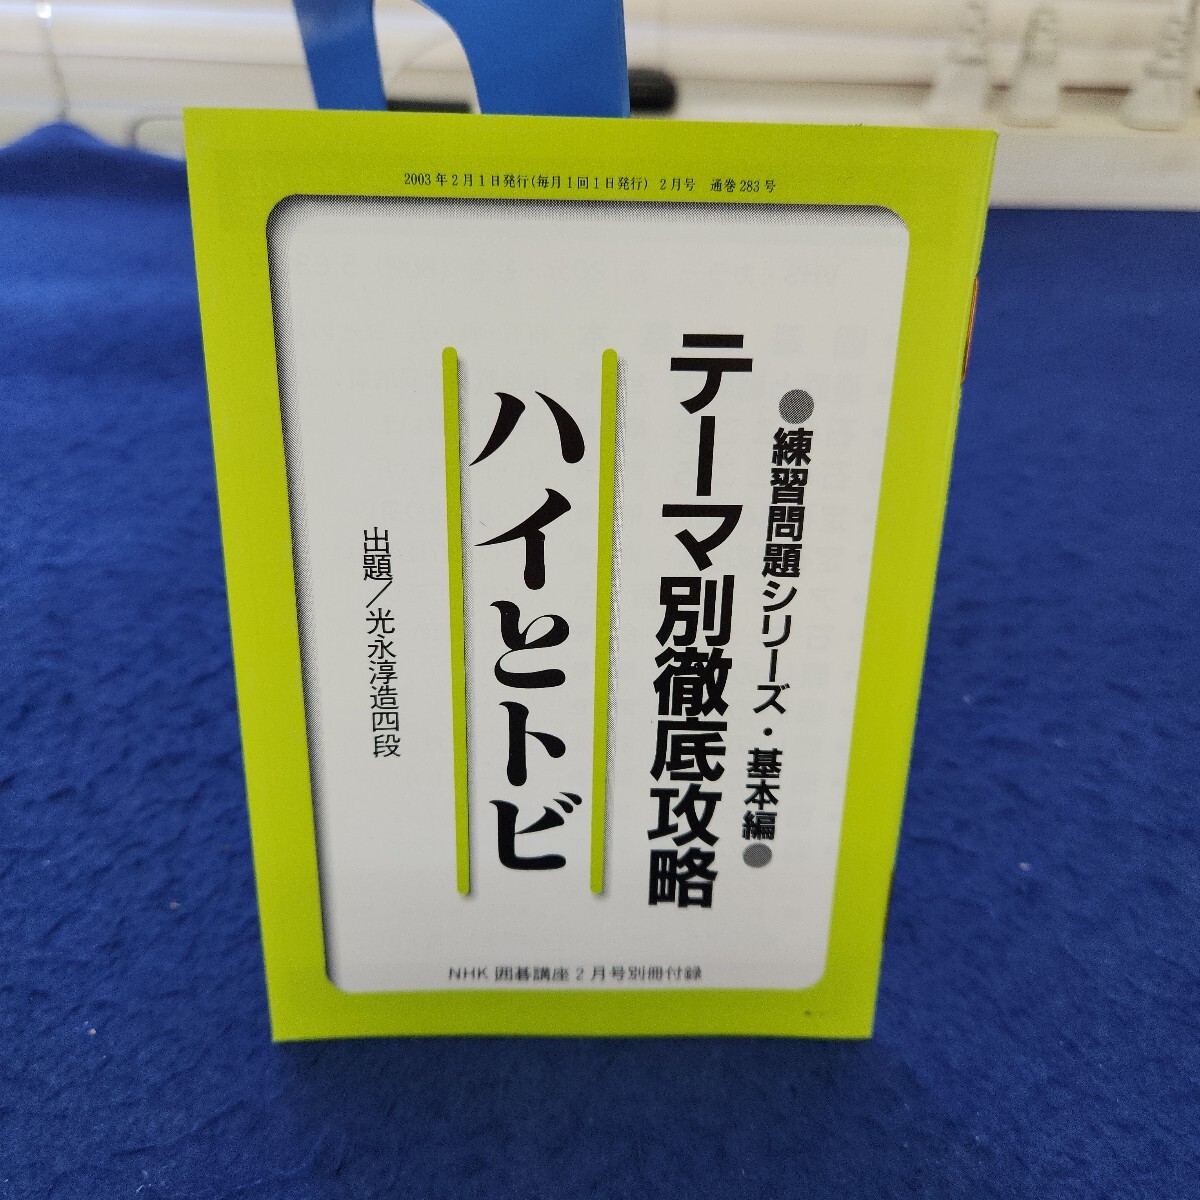 2003年2月1日発行(毎月1回1日発行) 2月号 通巻283号
●練習問題シリーズ・基本編●
テーマ別徹底攻略
ハイとトビ
出題／光永淳造四段
NHK 囲碁講座2月号別冊付録